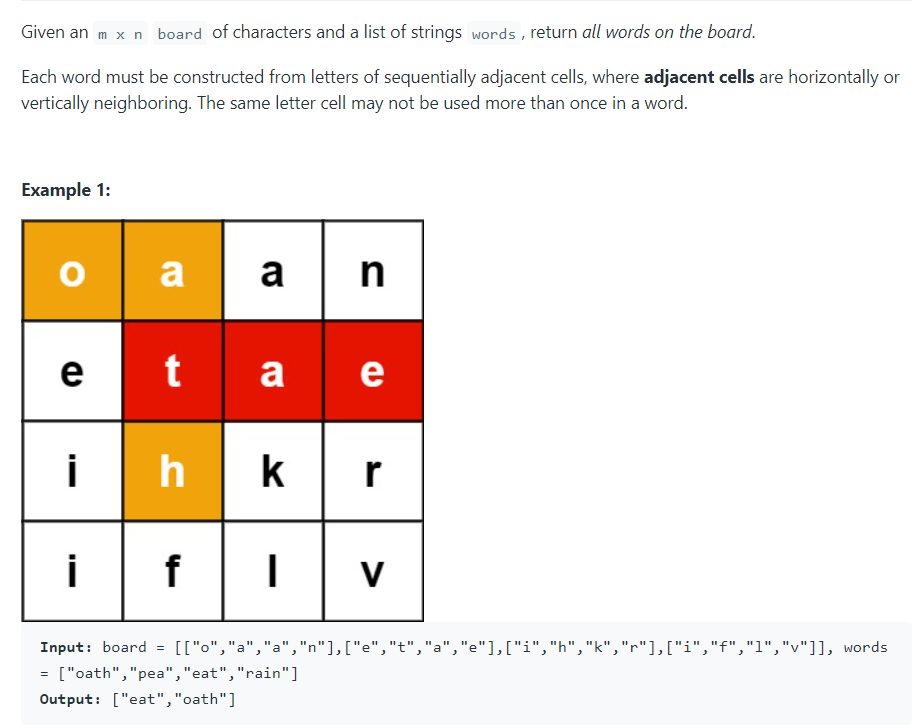 Given an m x n board of characters and a list of strings words , return all words on the board.
Each word must be constructed from letters of sequentially adjacent cells, where adjacent cells are horizontally or
vertically neighboring. The same letter cell may not be used more than once in a word.
Example 1:
o a a n
e t a e
i h k r
i f l v
Input: board = [["o","a","a","n"],["e","t","a","e"],["i","h","k","r"],["i","f","l","v"]], words
= ["oath","pea","eat","rain"]
Output: ["eat","oath"]